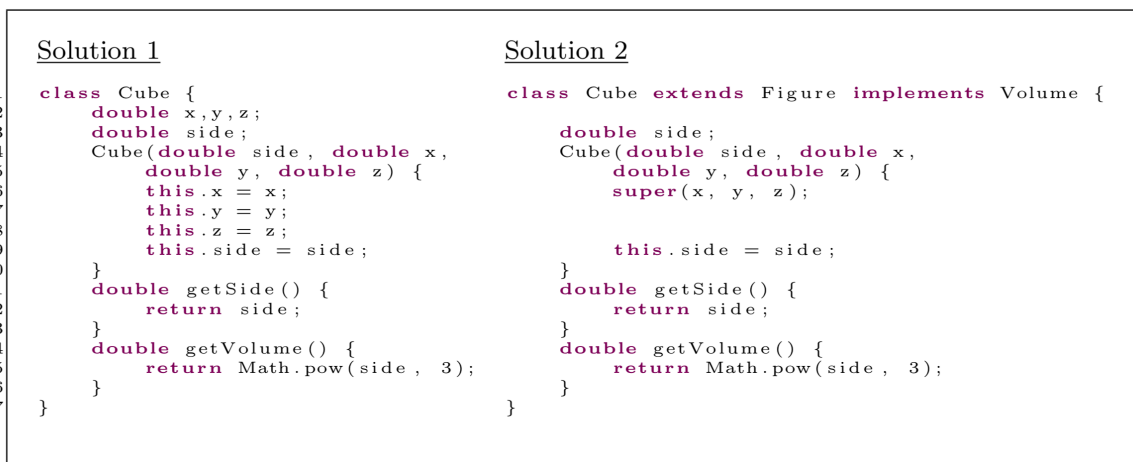 Solution 1
class Cube {
double x,y,z;
double side;
Cube(double side, double x,
double y, double z) {
this.x = x;
this.y = y;
this.z = z;
this.side = side;
}
double getSide() {
return side;
}
double getVolume() {
return Math.pow(side, 3);
}
}
Solution 2
class Cube extends Figure implements Volume {
double side;
Cube(double side, double x,
double y, double z) {
super(x, y, z);
this.side = side;
}
double getSide() {
return side;
}
double getVolume() {
return Math.pow(side, 3);
}
}